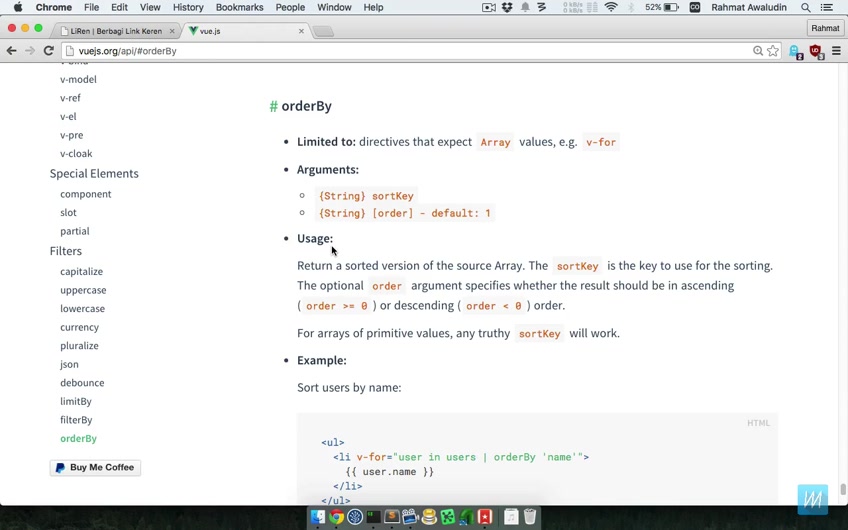 Chrome File Edit View History Bookmarks People Window Help
52% Rahmat Awaludin
LiRen | Berbagi Link Keren
vue.js
Rahmat
vuejs.org/api/#orderBy
v-model
v-ref
v-el
v-pre
v-cloak
Special Elements
component
slot
partial
Filters
capitalize
uppercase
lowercase
currency
pluralize
json
debounce
limitBy
filterBy
orderBy
Buy Me Coffee
# orderBy
Limited to: directives that expect Array values, e.g. v-for
Arguments:
{String} sortKey
{String} [order] - default: 1
Usage:
Return a sorted version of the source Array. The sortKey is the key to use for the sorting.
The optional order argument specifies whether the result should be in ascending
( order >= 0 ) or descending ( order < 0 ) order.
For arrays of primitive values, any truthy sortKey will work.
Example:
Sort users by name:
HTML
<ul>
<li v-for="user in users | orderBy 'name'">
{{ user.name }}
</li>
</ul>